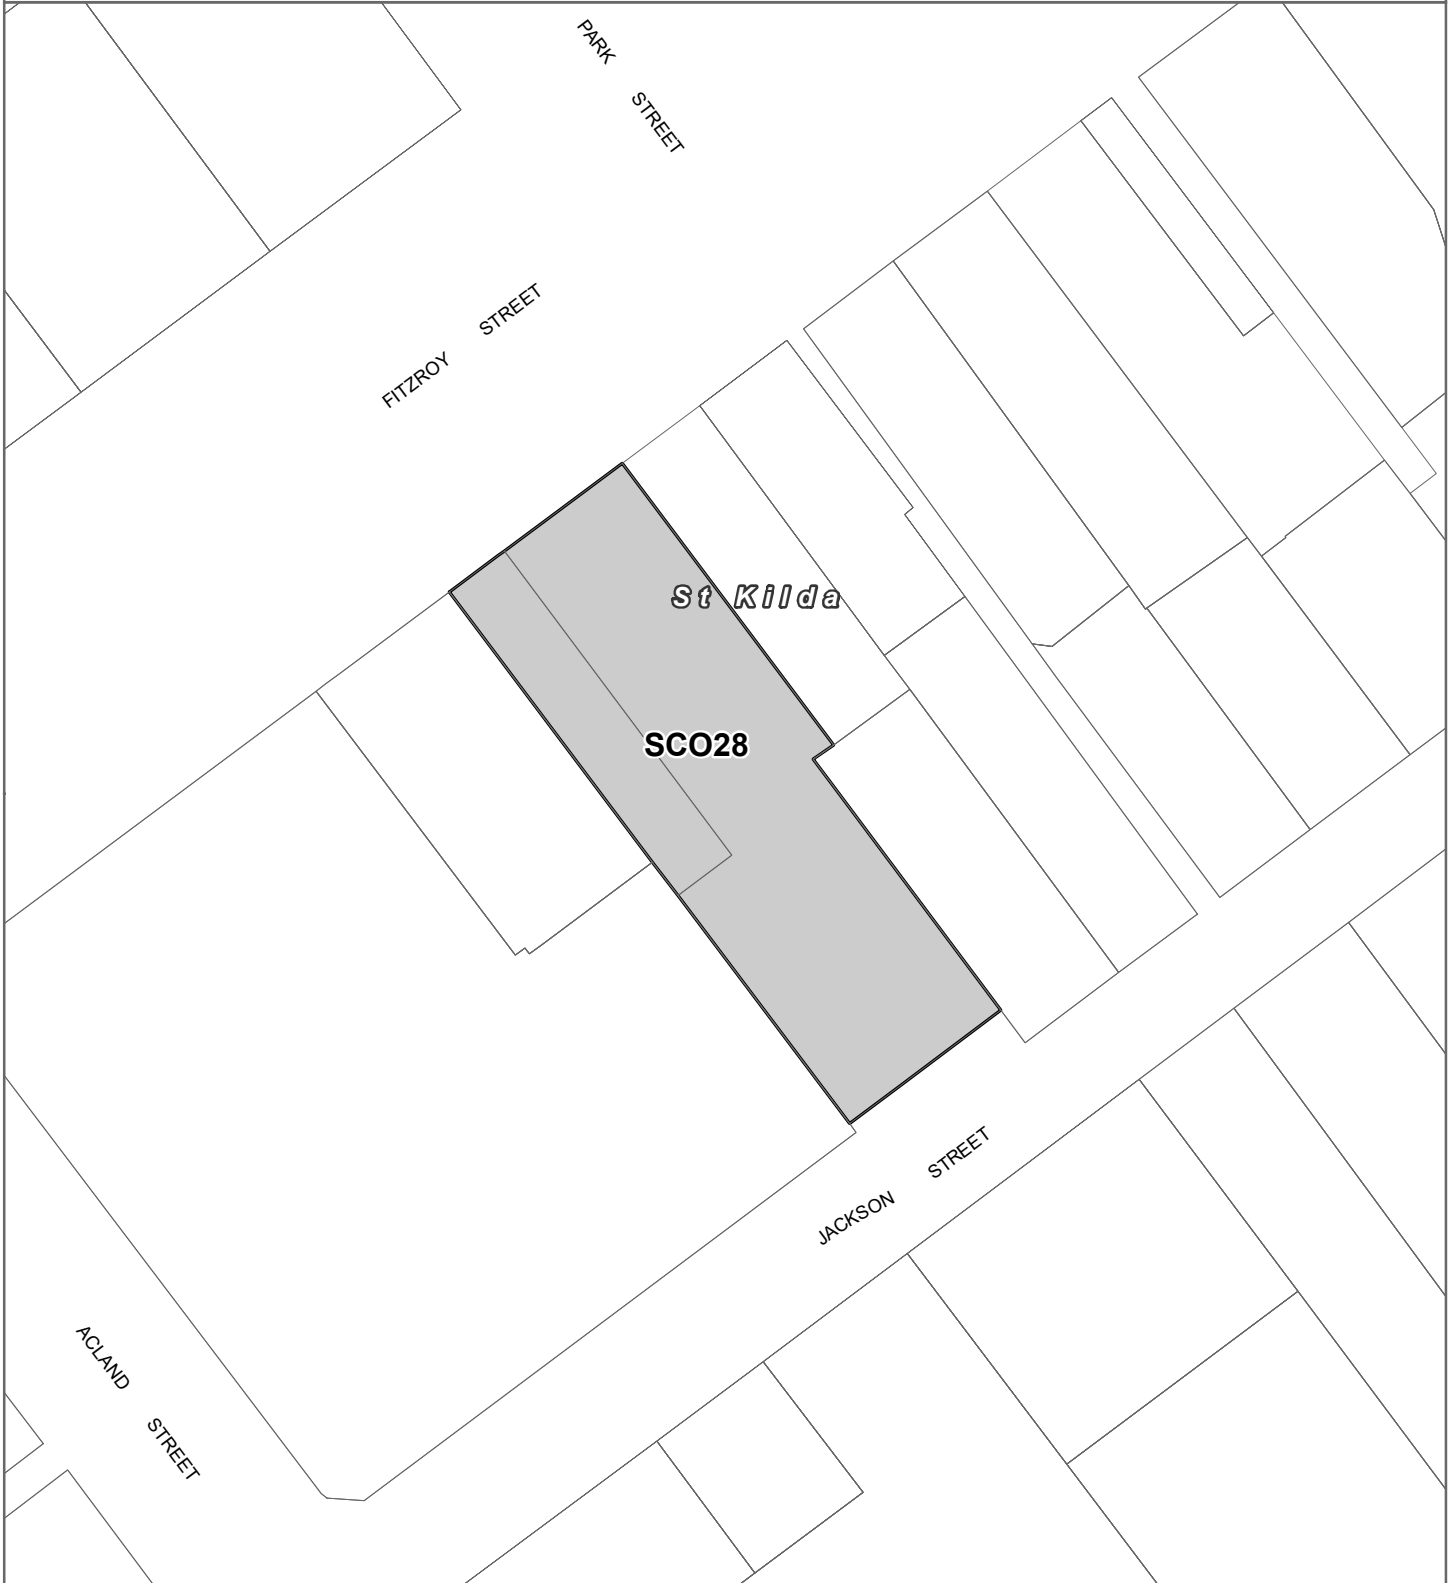 PARK STREET
FITZROY STREET
St Kilda
SCO28
JACKSON STREET
ACLAND STREET